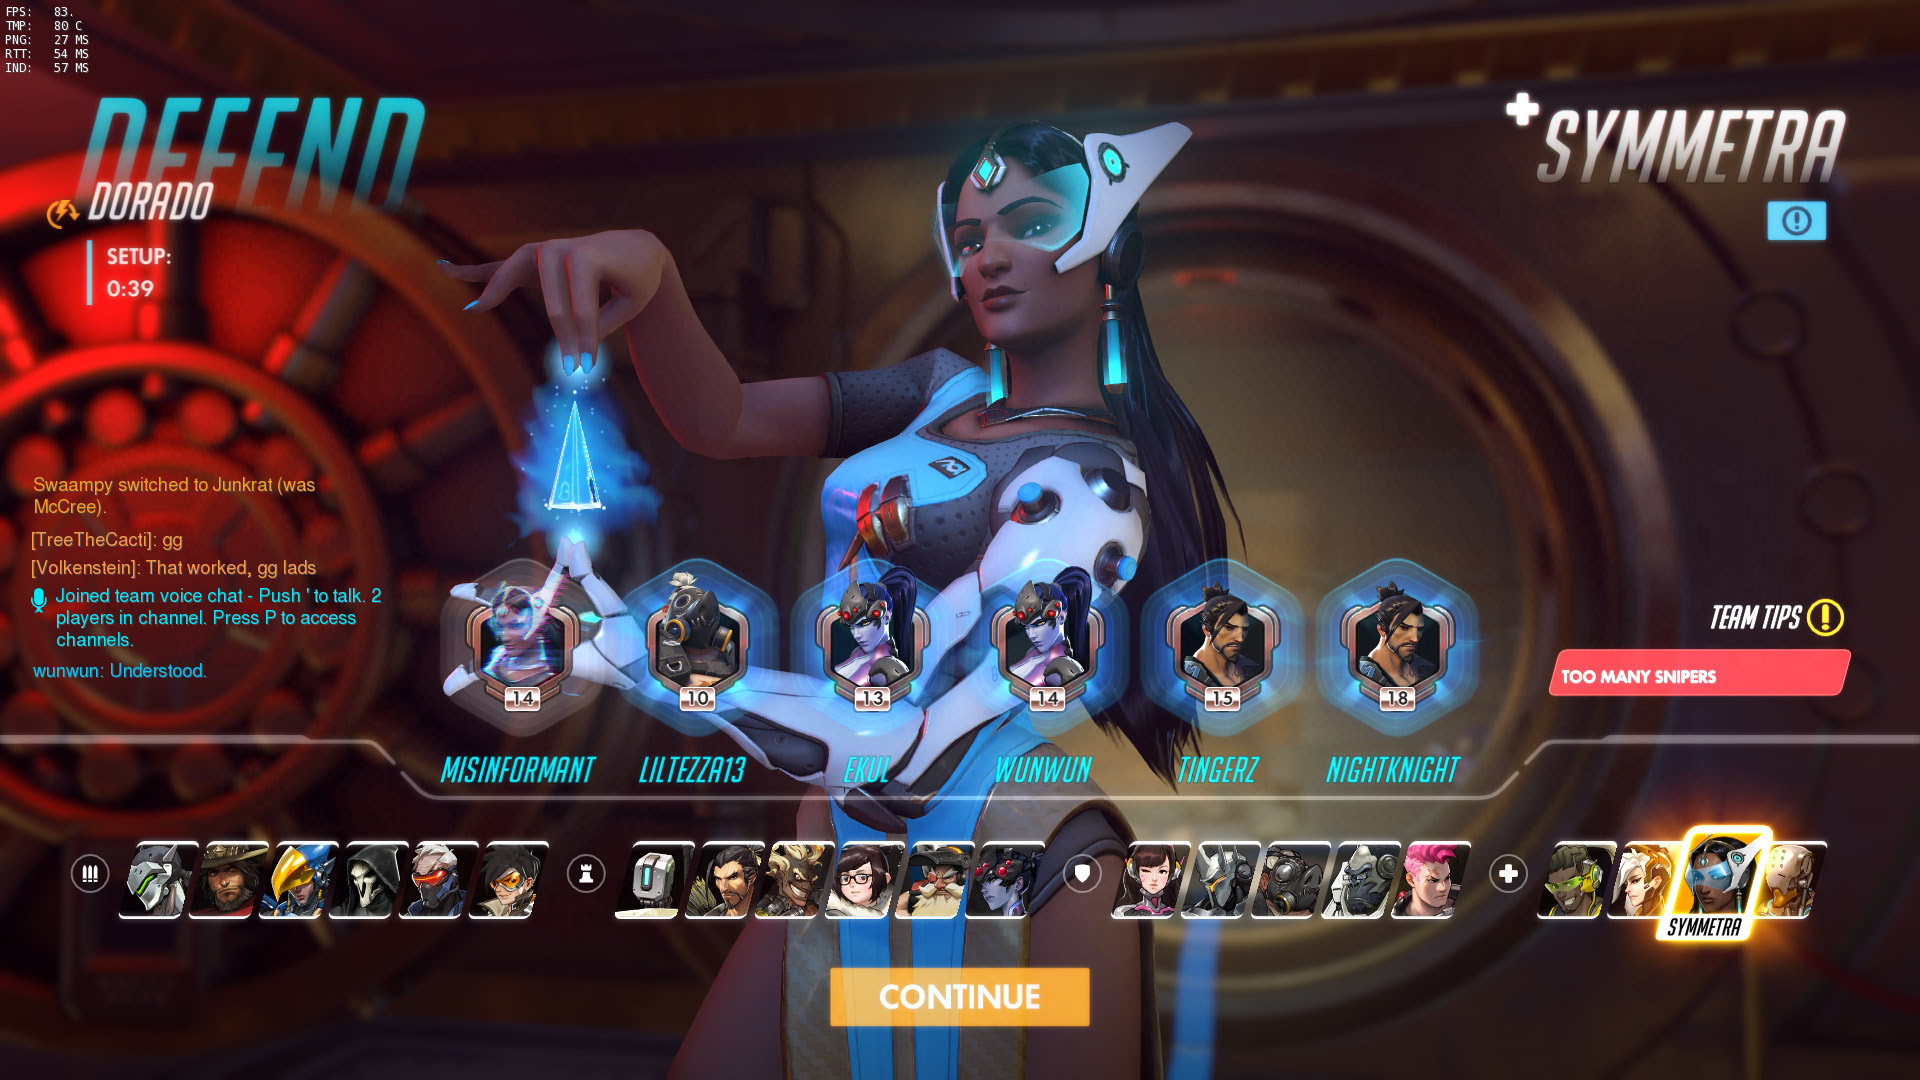 FPS: 83.
TMP: 80 C
PNG: 27 MS
RTT: 54 MS
IND: 57 MS
DEFEND
DORADO
SETUP:
0:39
SYMMETRA
Swaampy switched to Junkrat (was
McCree).
[TreeTheCacti]: gg
[Volkenstein]: That worked, gg lads
Joined team voice chat - Push ' to talk. 2
players in channel. Press P to access
channels.
wunwun: Understood.
TEAM TIPS
TOO MANY SNIPERS
14 10 13 14 15 18
MISINFORMANT LILTEZZA13 EKUL WUNWUN TINGERZ NIGHTKNIGHT
SYMMETRA
CONTINUE